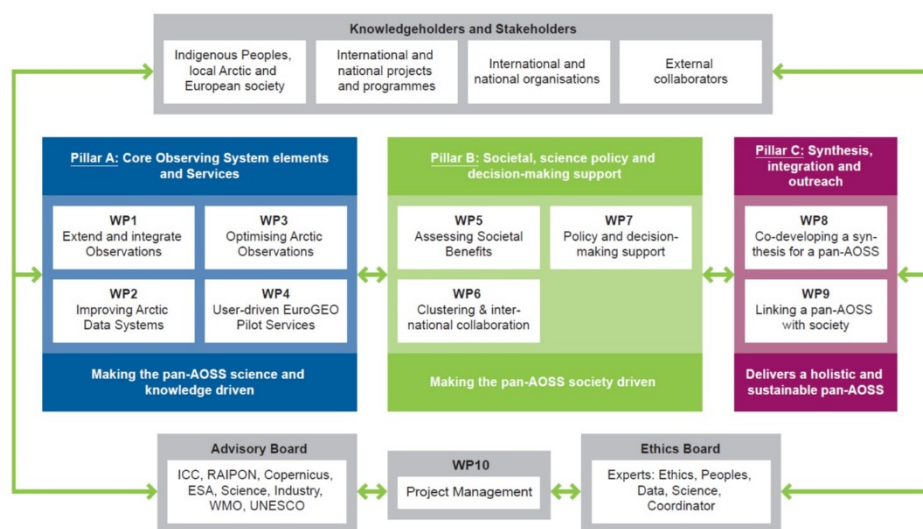 Knowledgeholders and Stakeholders
Indigenous Peoples,
local Arctic and
European society
International and
national projects
and programmes
International and
national organisations
External
collaborators
Pillar A: Core Observing System elements
and Services
WP1
Extend and integrate
Observations
WP3
Optimising Arctic
Observations
WP2
Improving Arctic
Data Systems
WP4
User-driven EuroGEO
Pilot Services
Making the pan-AOSS science and
knowledge driven
Pillar B: Societal, science policy and
decision-making support
WP5
Assessing Societal
Benefits
WP7
Policy and decision-
making support
WP6
Clustering & inter-
national collaboration
Making the pan-AOSS society driven
Pillar C: Synthesis,
integration and
outreach
WP8
Co-developing a syn-
thesis for a pan-AOSS
WP9
Linking a pan-AOSS
with society
Delivers a holistic and
sustainable pan-AOSS
Advisory Board
ICC, RAIPON, Copernicus,
ESA, Science, Industry,
WMO, UNESCO
WP10
Project Management
Ethics Board
Experts: Ethics, Peoples,
Data, Science,
Coordinator